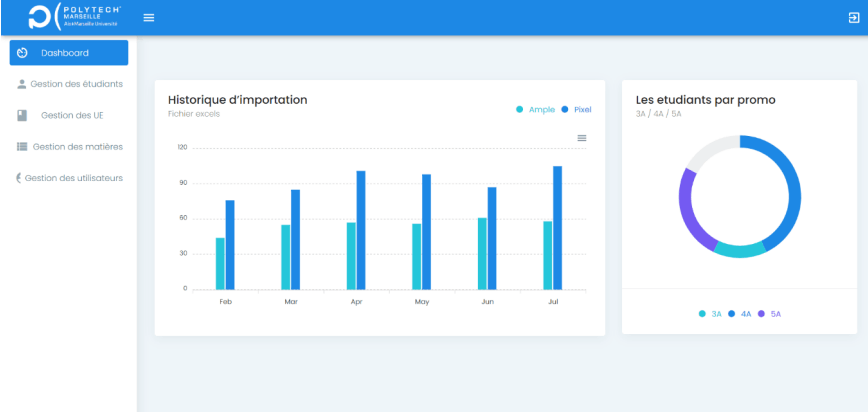 POLYTECH
MARSEILLE
Aix-Marseille Université
Dashboard
Gestion des étudiants
Gestion des UE
Gestion des matières
Gestion des utilisateurs
Historique d'importation
Fichier excels
Ample Pixel
120
90
60
30
0
Feb Mar Apr May Jun Jul
Les etudiants par promo
3A / 4A / 5A
3A 4A 5A